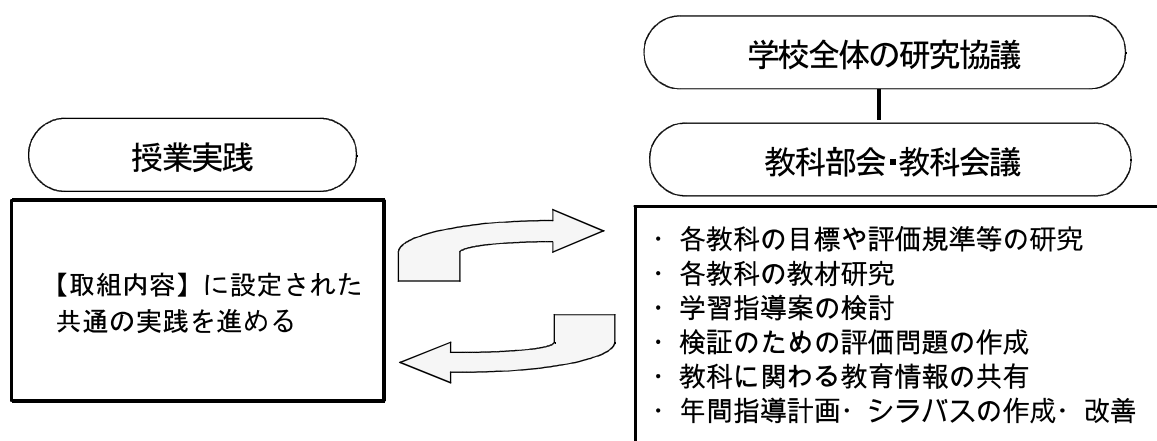 学校全体の研究協議
授業実践
教科部会・教科会議
【取組内容】に設定された
共通の実践を進める
・各教科の目標や評価規準等の研究
・各教科の教材研究
・学習指導案の検討
・検証のための評価問題の作成
・教科に関わる教育情報の共有
・年間指導計画・シラバスの作成・改善